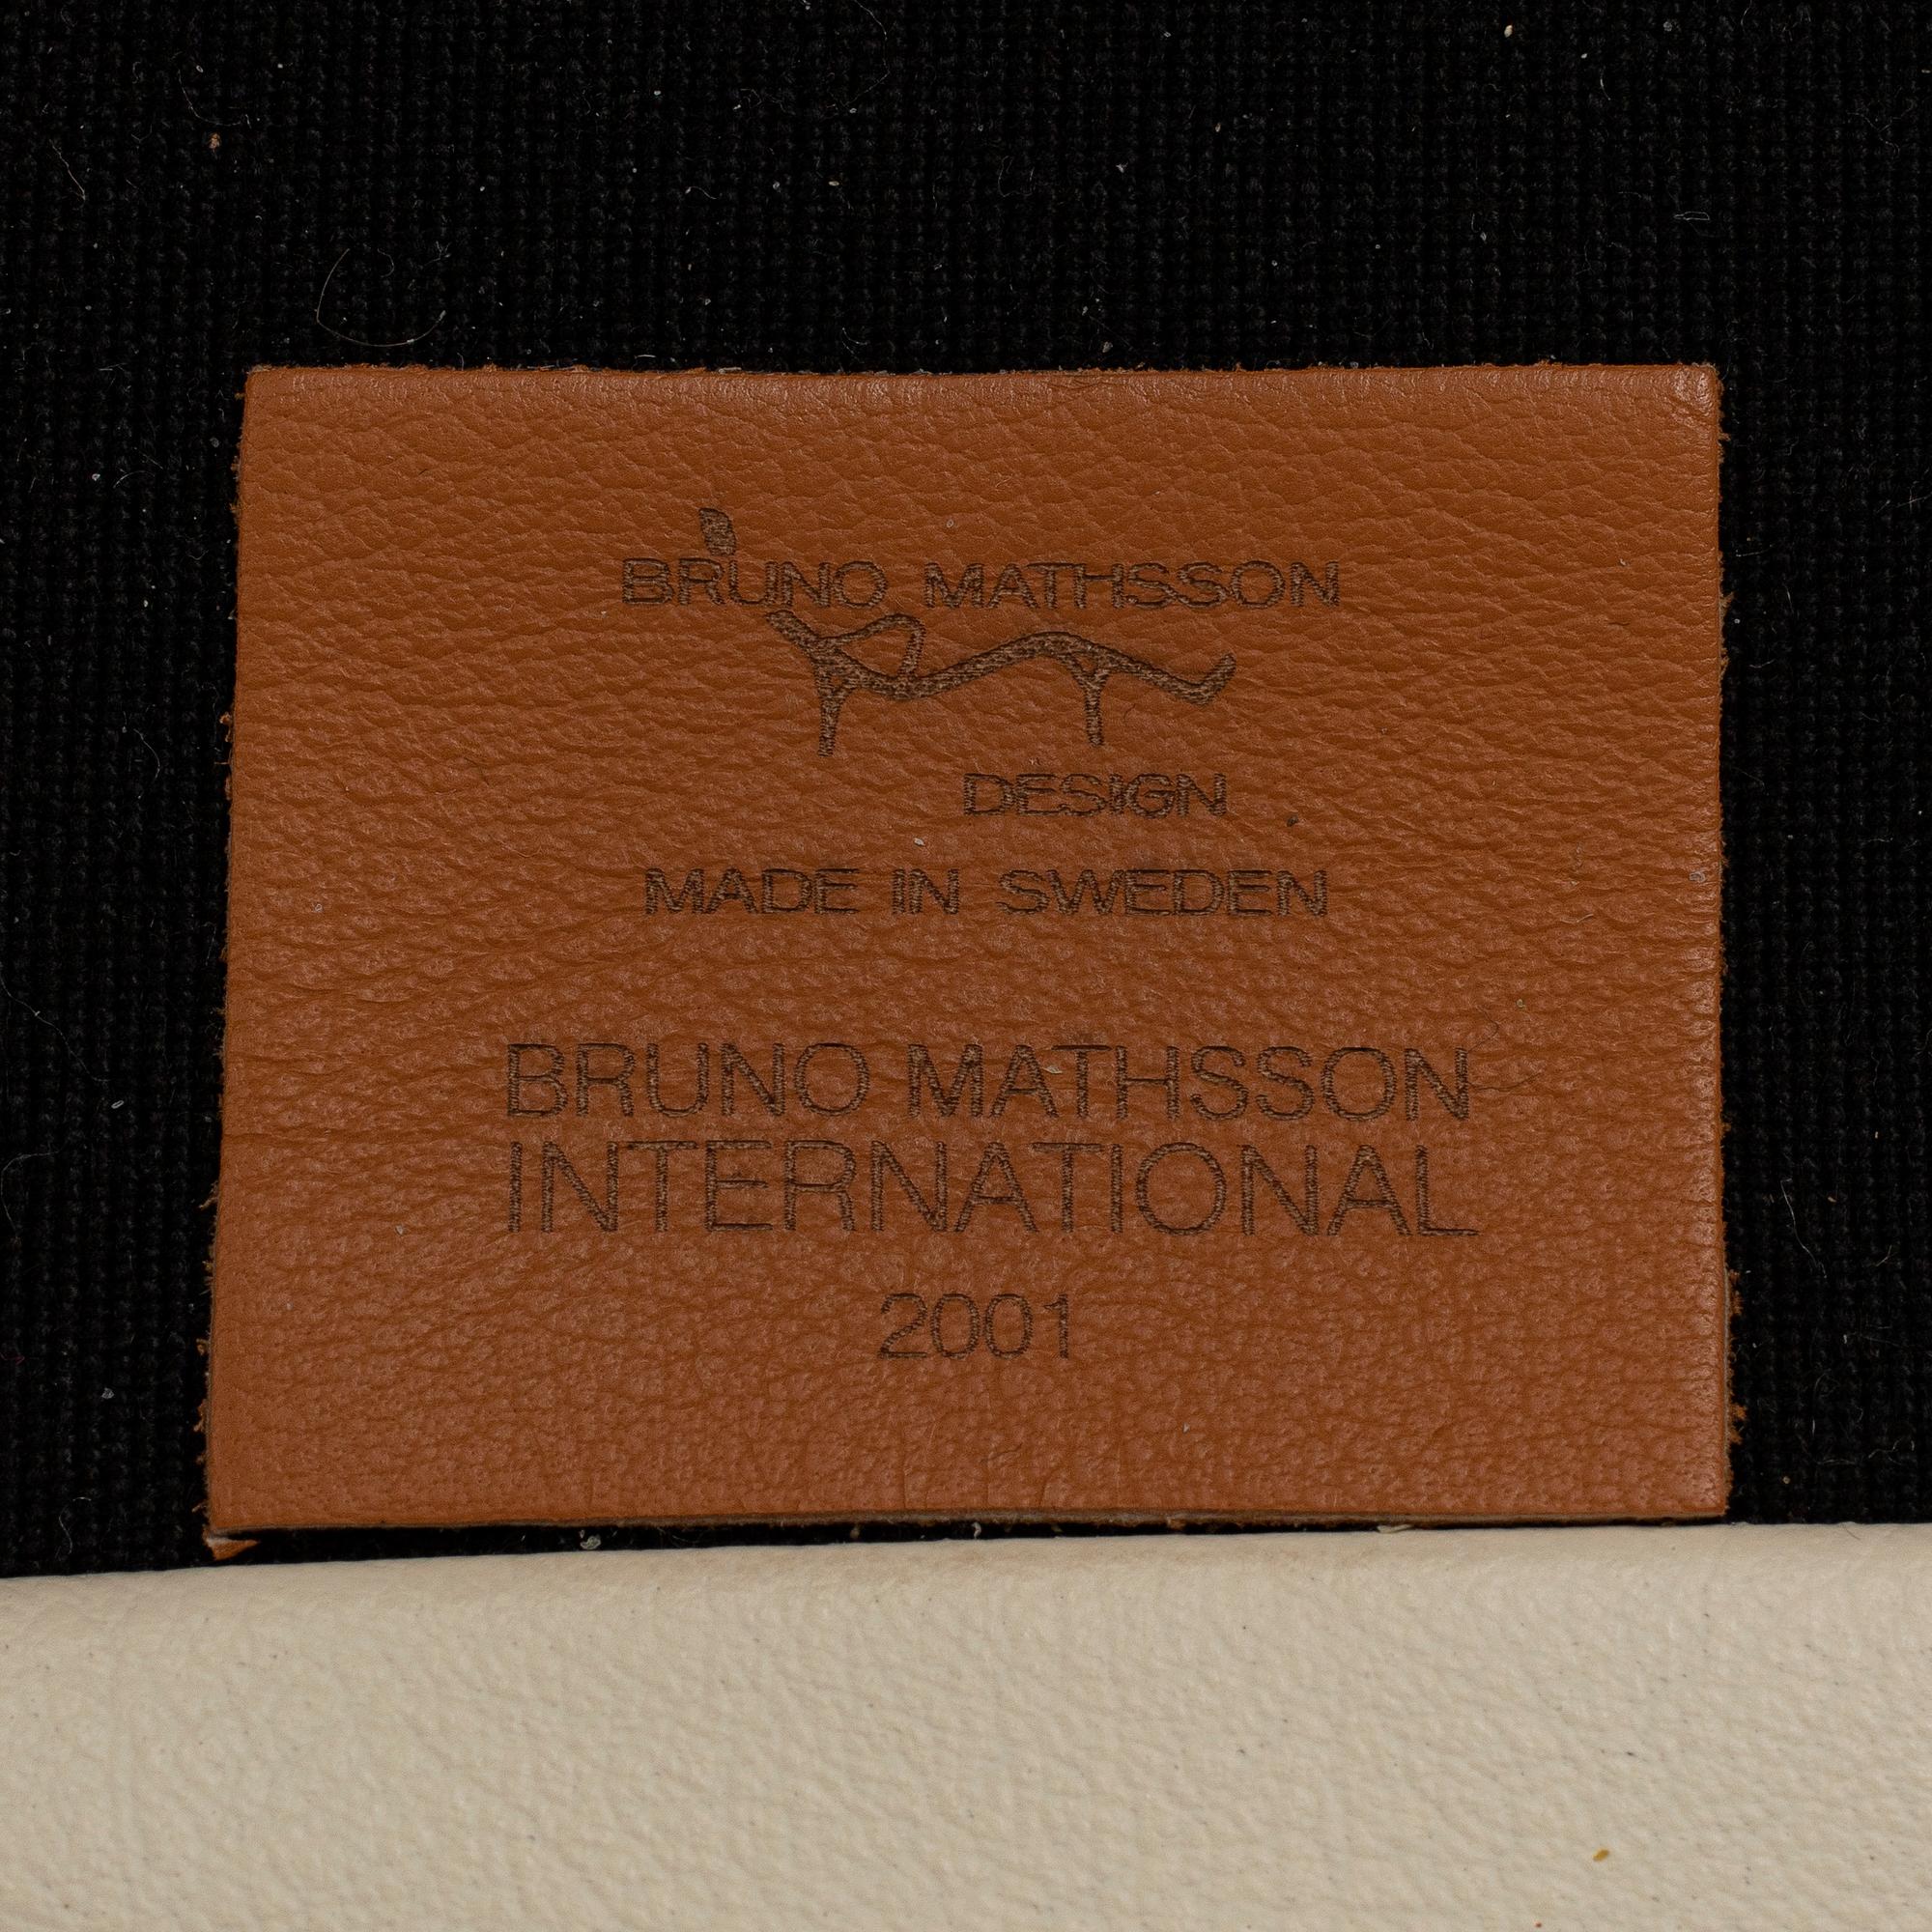 BRUNO MATHSSON
DESIGN
MADE IN SWEDEN
BRUNO MATHSSON
INTERNATIONAL
2001